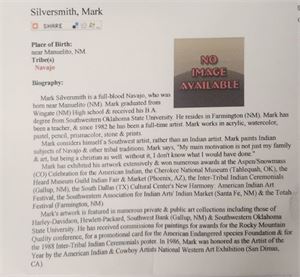 Silversmith, Mark
SHARE
Place of Birth:
near Manuelito, NM
Tribe(s)
Navajo
NO
IMAGE
AVAILABLE
Biography:
Mark Silversmith is a full-blood Navajo, who was
born near Manuelito (NM). Mark graduated from
Wingate (NM) High School & received his B.A.
degree from Southwestern Oklahoma State University. He resides in Farmington (NM). Mark has
been a teacher, & since 1982 he has been a full-time artist. Mark works in acrylic, watercolor,
pastel, pencil, prismacolor, stone & prints.
Mark considers himself a Southwest artist, rather than an Indian artist. Mark paints Indian
subjects of Navajo & other tribal traditions. Mark says, "My main motivation is not just my family
& art, but being a christian as well. without it, I don't know what I would have done."
Mark has exhibited his artwork extensively & won numerous awards at the Aspen/Snowmass
(CO) Celebration for the American Indian, the Cherokee National Museum (Tahlequah, OK), the
Heard Museum Guild Indian Fair & Market (Phoenix, AZ), the Inter-Tribal Indian Ceremonials
(Gallup, NM), the South Dallas (TX) Cultural Center's New Harmony: American Indian Art
Festival, the Southwestern Association for Indian Arts' Indian Market (Santa Fe, NM) & the Totah
Festival (Farmington, NM).
Mark's artwork is featured in numerous private & public art collections including those of
Harley-Davidson, Hewlett-Packard, Southwest Bank (Gallup, NM) & Southwestern Oklahoma
State University. He has received commissions for paintings for awards for the Rocky Mountain
Quality conference, for a promotional card for the American Endangered species Foundation & for
the 1988 Inter-Tribal Indian Ceremonials poster. In 1986, Mark was honored as the Artist of the
Year by the American Indian & Cowboy Artists National Western Art Exhibition (San Dimas,
CA).